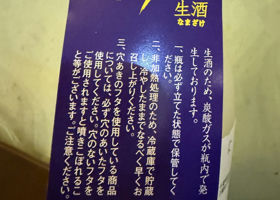 生酒
なまざけ
生酒のため、炭酸ガスが瓶内で発
生しております。
一、瓶は必ず立てた状態で保管してく
ださい。
二、非加熱処理のため、冷蔵庫で貯蔵
し、冷やしたままでなるべく早くお
召し上がりください。
三、穴あきのフタを使用している商品
については、必ず穴のあいたフタを
使用してください。穴のないフタを
ご使用されますと噴きこぼれるこ
と等がございます。ご注意ください。